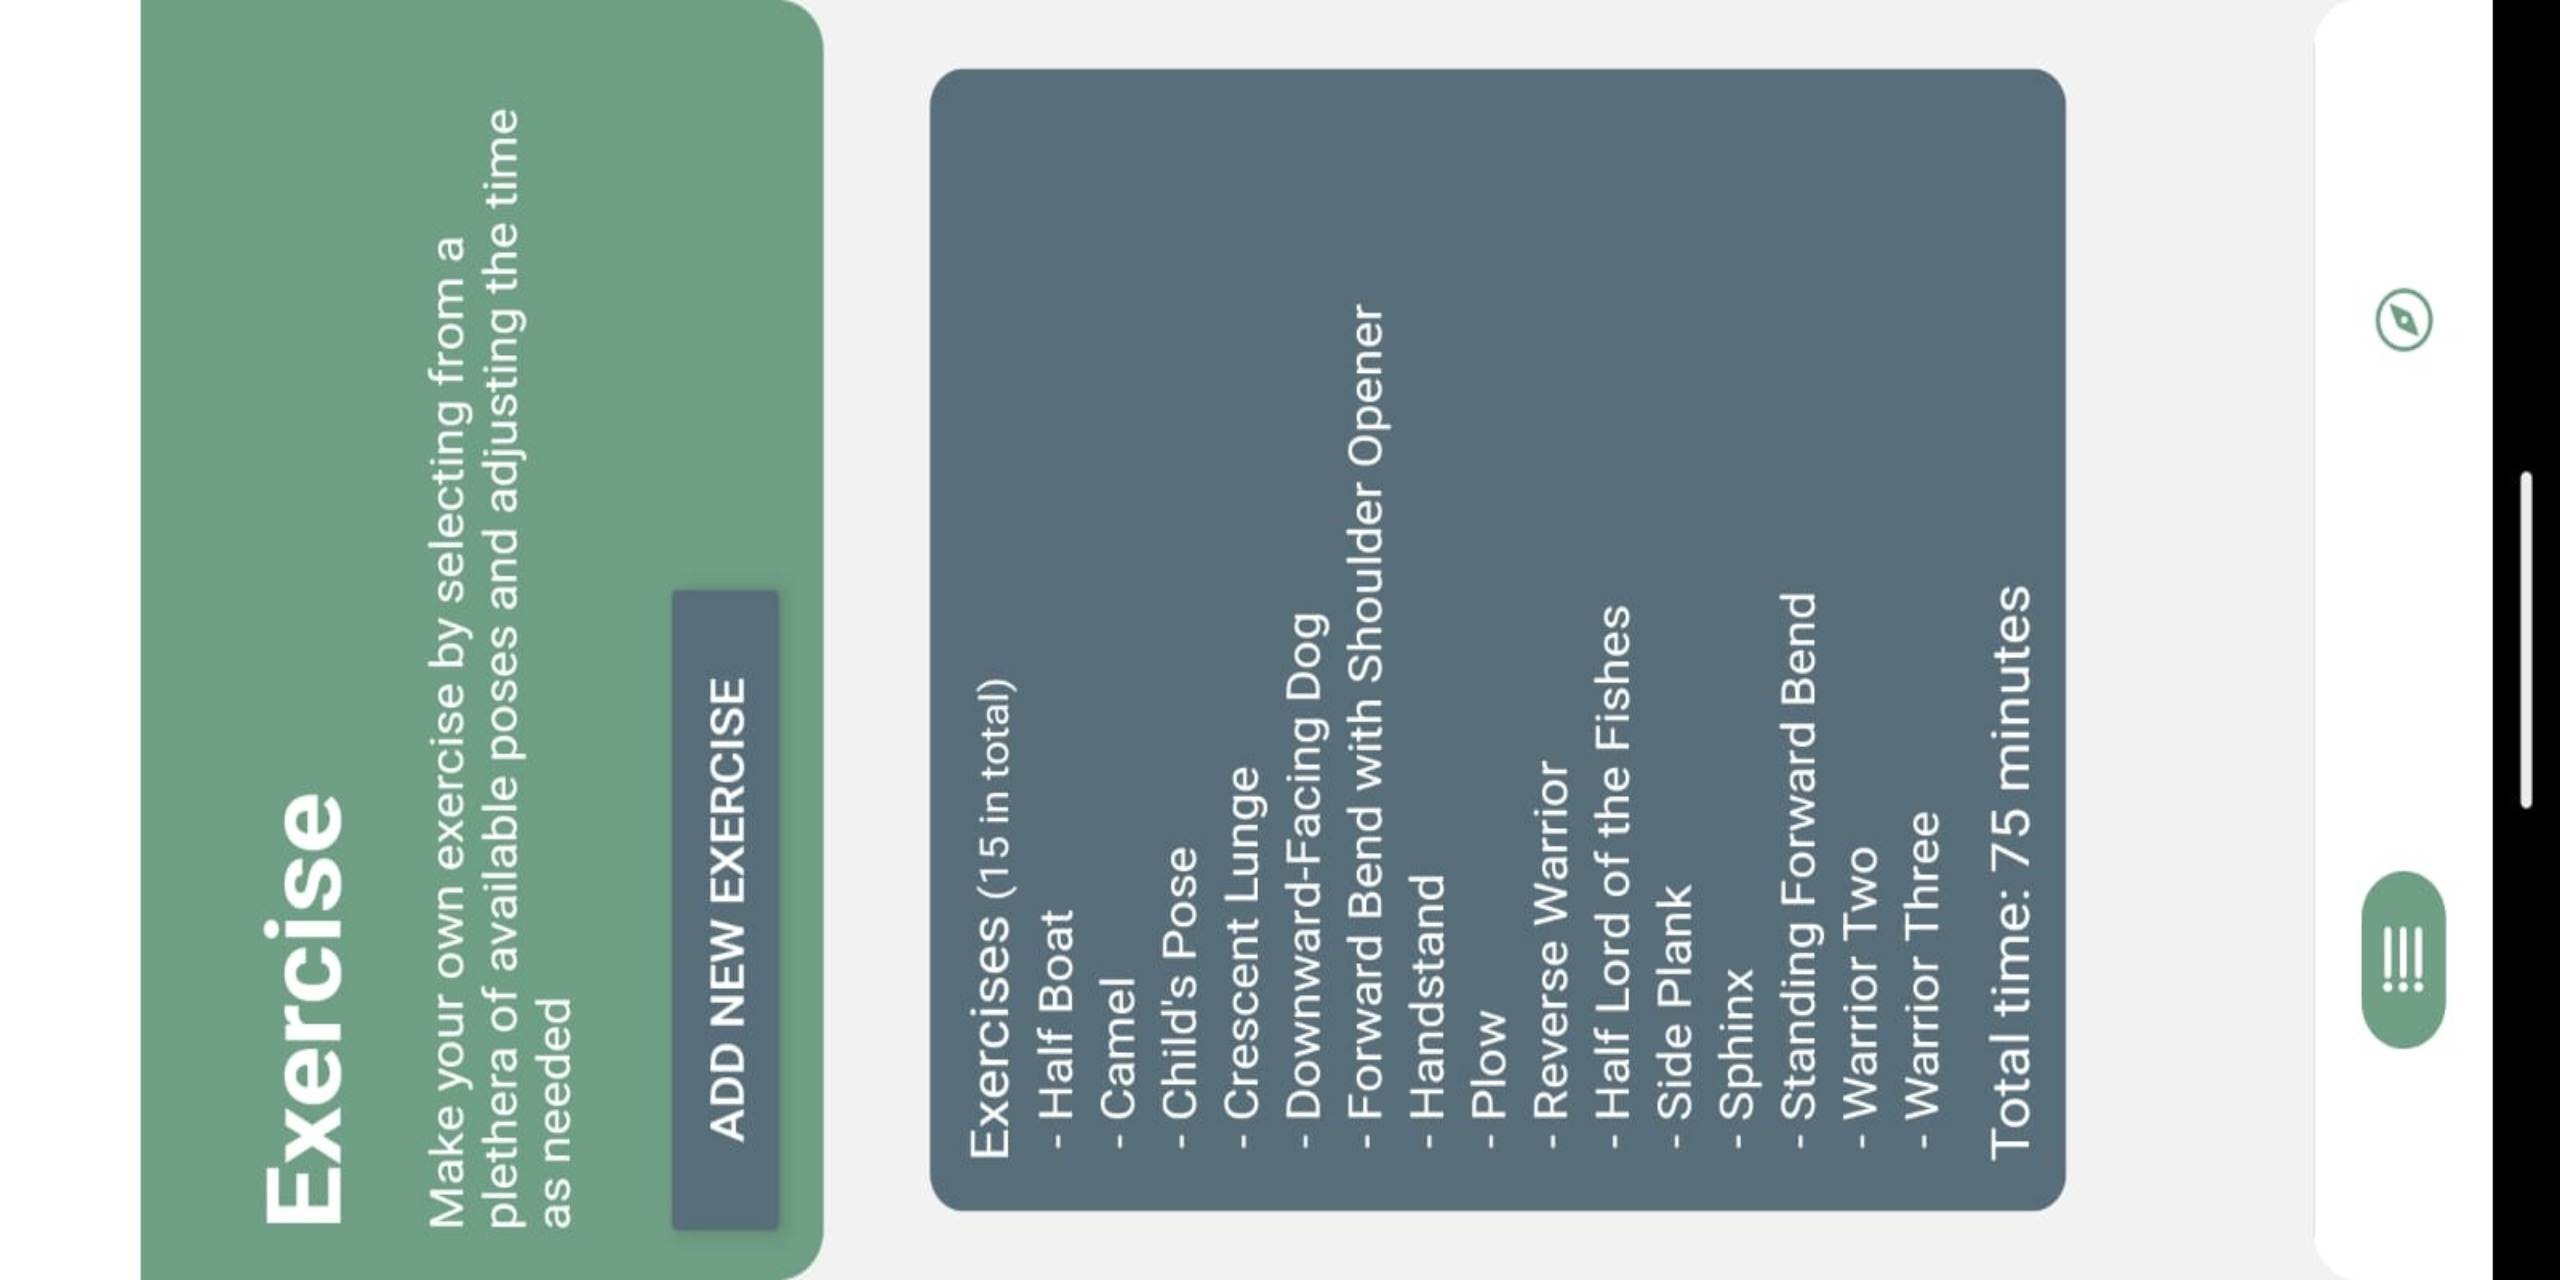 Exercise
Make your own exercise by selecting from a
plethera of available poses and adjusting the time
as needed
ADD NEW EXERCISE
Exercises (15 in total)
- Half Boat
- Camel
- Child's Pose
- Crescent Lunge
- Downward-Facing Dog
- Forward Bend with Shoulder Opener
- Handstand
- Plow
- Reverse Warrior
- Half Lord of the Fishes
- Side Plank
- Sphinx
- Standing Forward Bend
- Warrior Two
- Warrior Three
Total time: 75 minutes